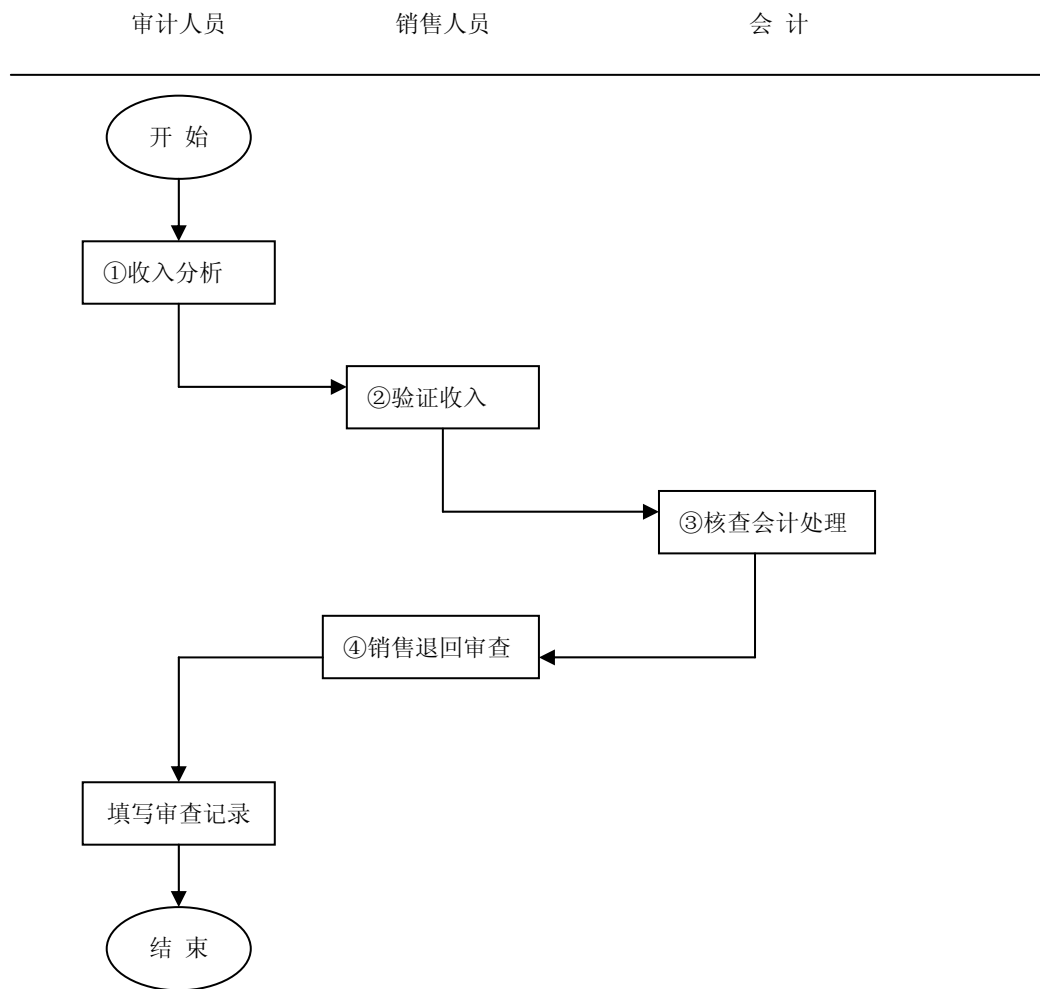 审计人员 销售人员 会 计
开 始
①收入分析
②验证收入
③核查会计处理
④销售退回审查
填写审查记录
结 束